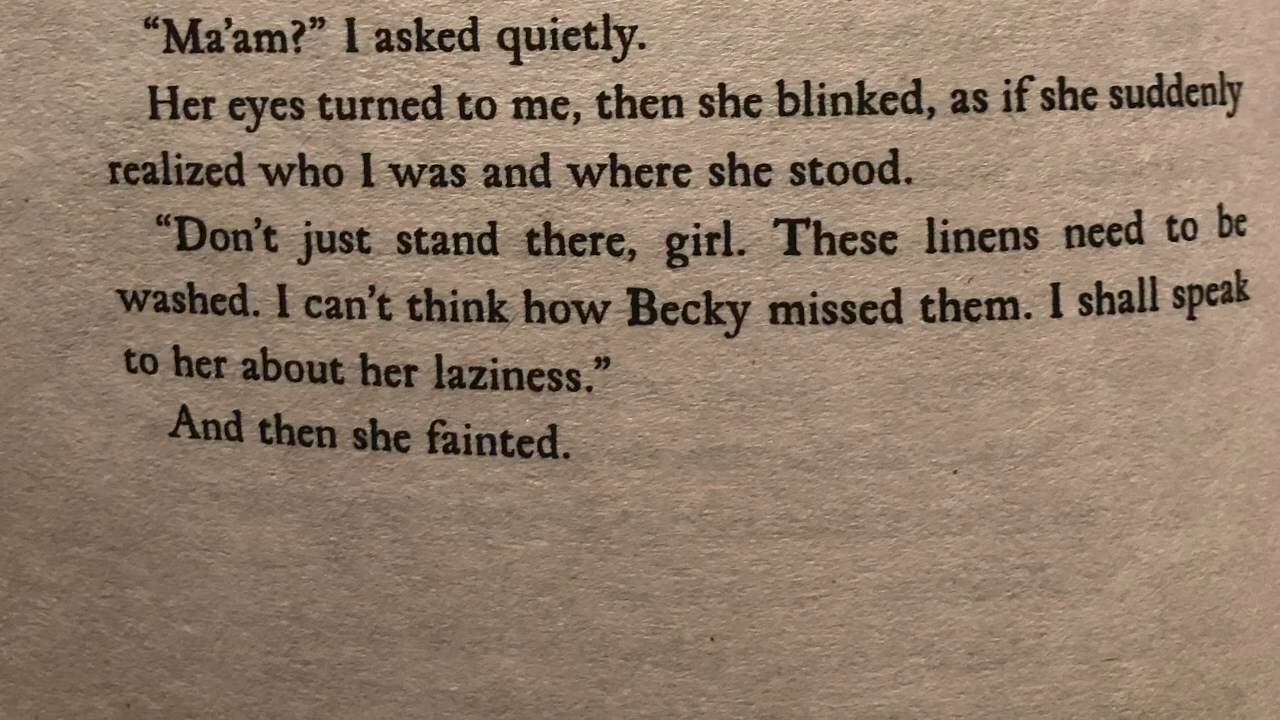 “Ma’am?” I asked quietly.
Her eyes turned to me, then she blinked, as if she suddenly
realized who I was and where she stood.
“Don’t just stand there, girl. These linens need to be
washed. I can’t think how Becky missed them. I shall speak
to her about her laziness.”
And then she fainted.